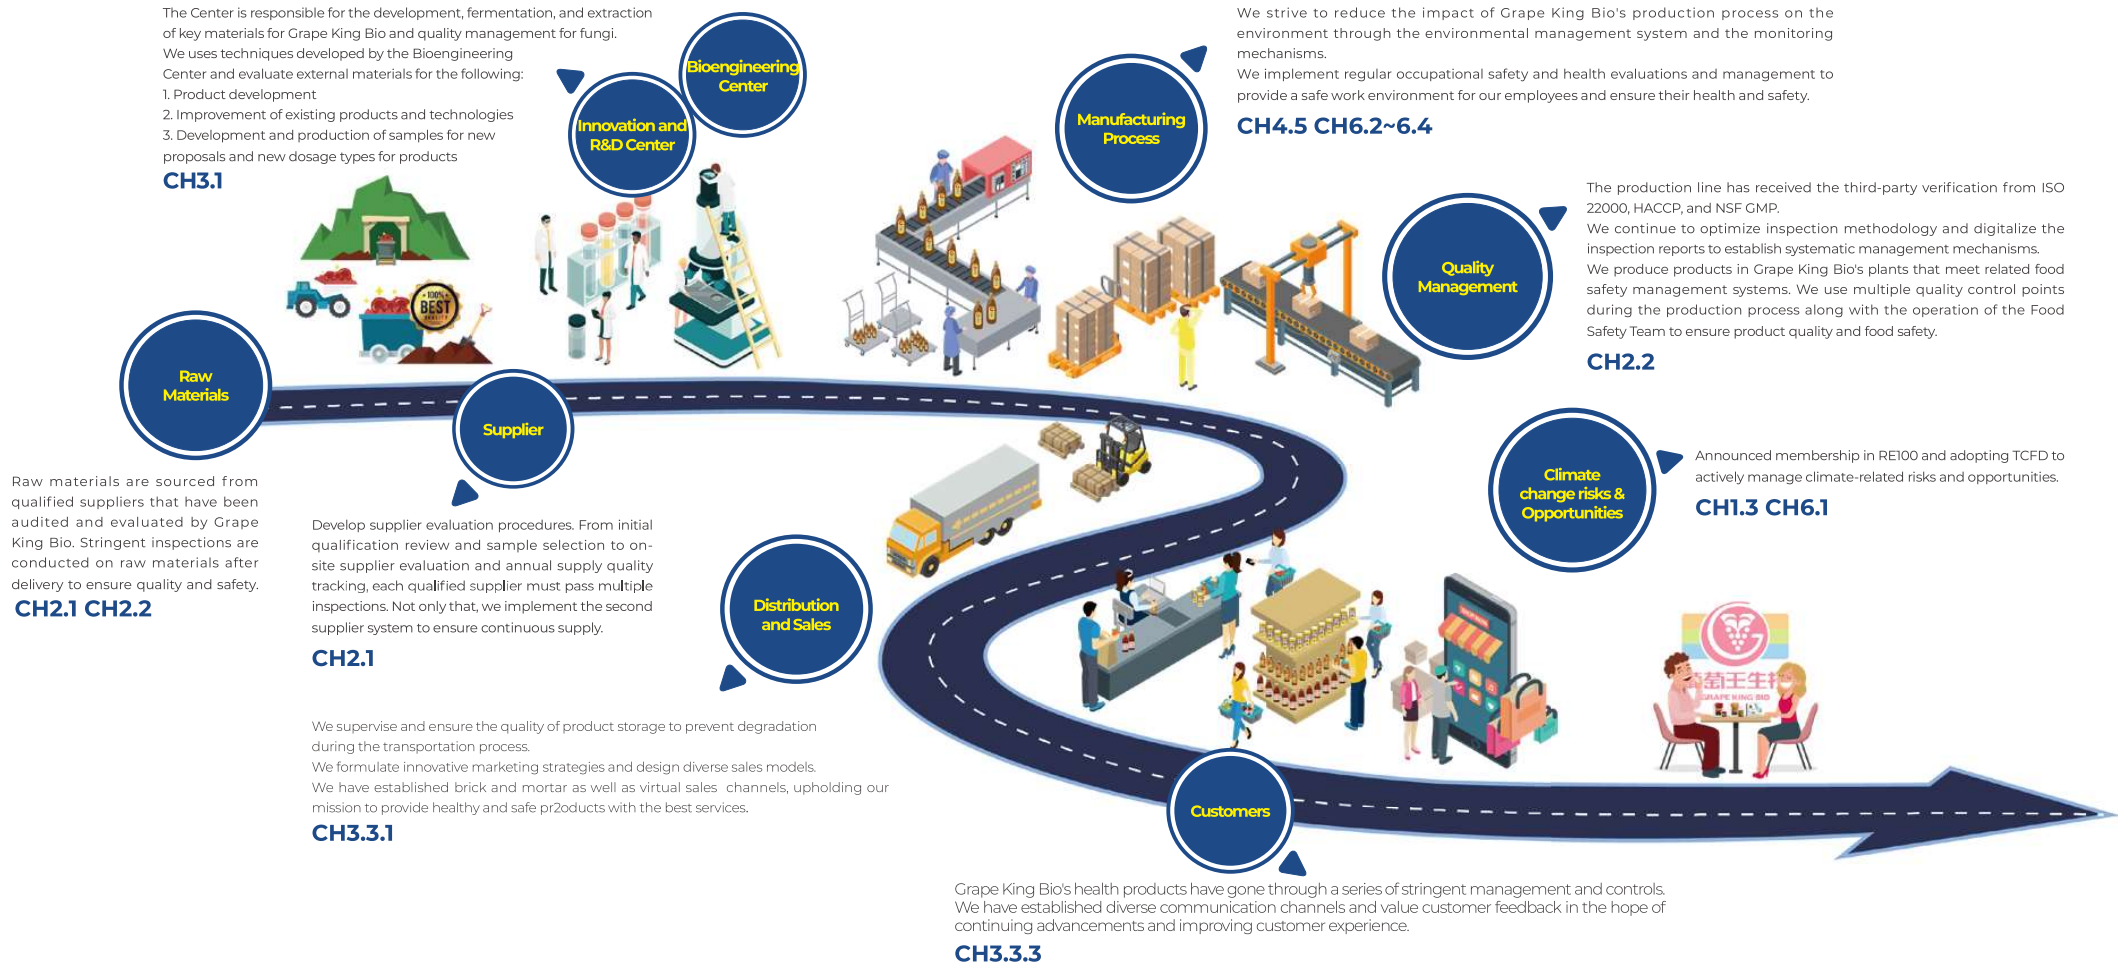 The Center is responsible for the development, fermentation, and extraction
of key materials for Grape King Bio and quality management for fungi.
We uses techniques developed by the Bioengineering
Center and evaluate external materials for the following:
1. Product development
2. Improvement of existing products and technologies
3. Development and production of samples for new
proposals and new dosage types for products
CH3.1
Bioengineering
Center
Innovation and
R&D Center
We strive to reduce the impact of Grape King Bio's production process on the
environment through the environmental management system and the monitoring
mechanisms.
We implement regular occupational safety and health evaluations and management to
provide a safe work environment for our employees and ensure their health and safety.
CH4.5 CH6.2~6.4
Manufacturing
Process
The production line has received the third-party verification from ISO
22000, HACCP, and NSF GMP.
We continue to optimize inspection methodology and digitalize the
inspection reports to establish systematic management mechanisms.
We produce products in Grape King Bio's plants that meet related food
safety management systems. We use multiple quality control points
during the production process along with the operation of the Food
Safety Team to ensure product quality and food safety.
CH2.2
Quality
Management
100%
BEST
Raw
Materials
Supplier
Raw materials are sourced from
qualified suppliers that have been
audited and evaluated by Grape
King Bio. Stringent inspections are
conducted on raw materials after
delivery to ensure quality and safety.
CH2.1 CH2.2
Develop supplier evaluation procedures. From initial
qualification review and sample selection to on-
site supplier evaluation and annual supply quality
tracking, each qualified supplier must pass multiple
inspections. Not only that, we implement the second
supplier system to ensure continuous supply.
CH2.1
Climate
change risks &
Opportunities
Announced membership in RE100 and adopting TCFD to
actively manage climate-related risks and opportunities.
CH1.3 CH6.1
Distribution
and Sales
We supervise and ensure the quality of product storage to prevent degradation
during the transportation process.
We formulate innovative marketing strategies and design diverse sales models.
We have established brick and mortar as well as virtual sales channels, upholding our
mission to provide healthy and safe pr2oducts with the best services.
CH3.3.1
萄王生
GRAPE KING BIO
Customers
Grape King Bio's health products have gone through a series of stringent management and controls.
We have established diverse communication channels and value customer feedback in the hope of
continuing advancements and improving customer experience.
CH3.3.3